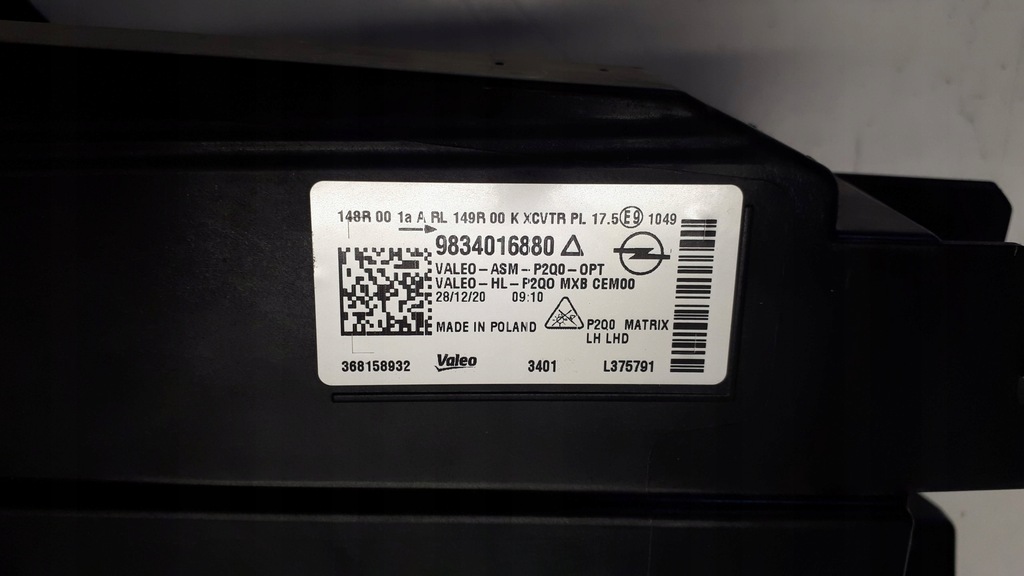 148R 00 1a A RL 149R 00 K XCVTR PL 17.5 E9 1049
9834016880
VALEO-ASM-P2Q0-OPT
VALEO-HL-P2QO MXB CEM00
28/12/20 09:10
MADE IN POLAND
P2Q0 MATRIX
LH LHD
368158932 Valeo 3401 L375791